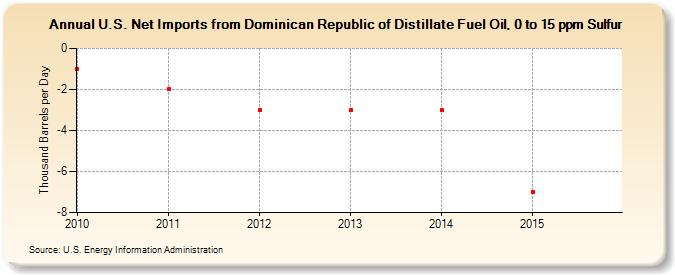 Annual U.S. Net Imports from Dominican Republic of Distillate Fuel Oil, 0 to 15 ppm Sulfur
Thousand Barrels per Day
0
-2
-4
-6
-8
2010 2011 2012 2013 2014 2015
Source: U.S. Energy Information Administration